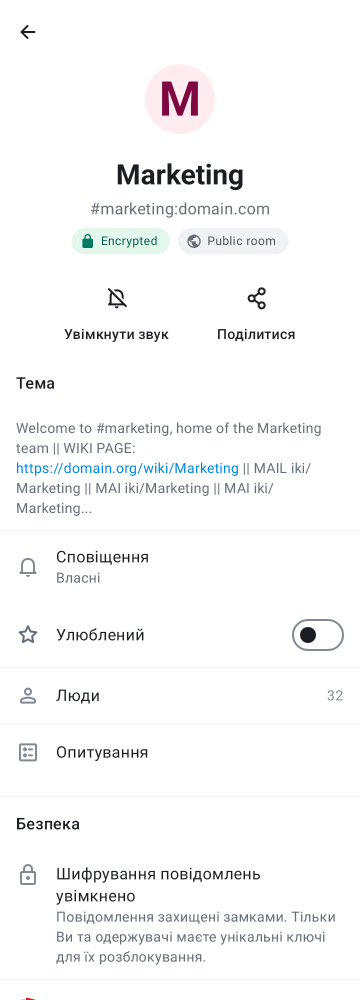 M
Marketing
#marketing:domain.com
Encrypted
Public room
Увімкнути звук
Поділитися
Тема
Welcome to #marketing, home of the Marketing
team || WIKI PAGE:
https://domain.org/wiki/Marketing || MAIL iki/
Marketing || MAI iki/Marketing || MAI iki/
Marketing...
Сповіщення
Власні
Улюблений
Люди
32
Опитування
Безпека
Шифрування повідомлень
увімкнено
Повідомлення захищені замками. Тільки
Ви та одержувачі маєте унікальні ключі
для їх розблокування.